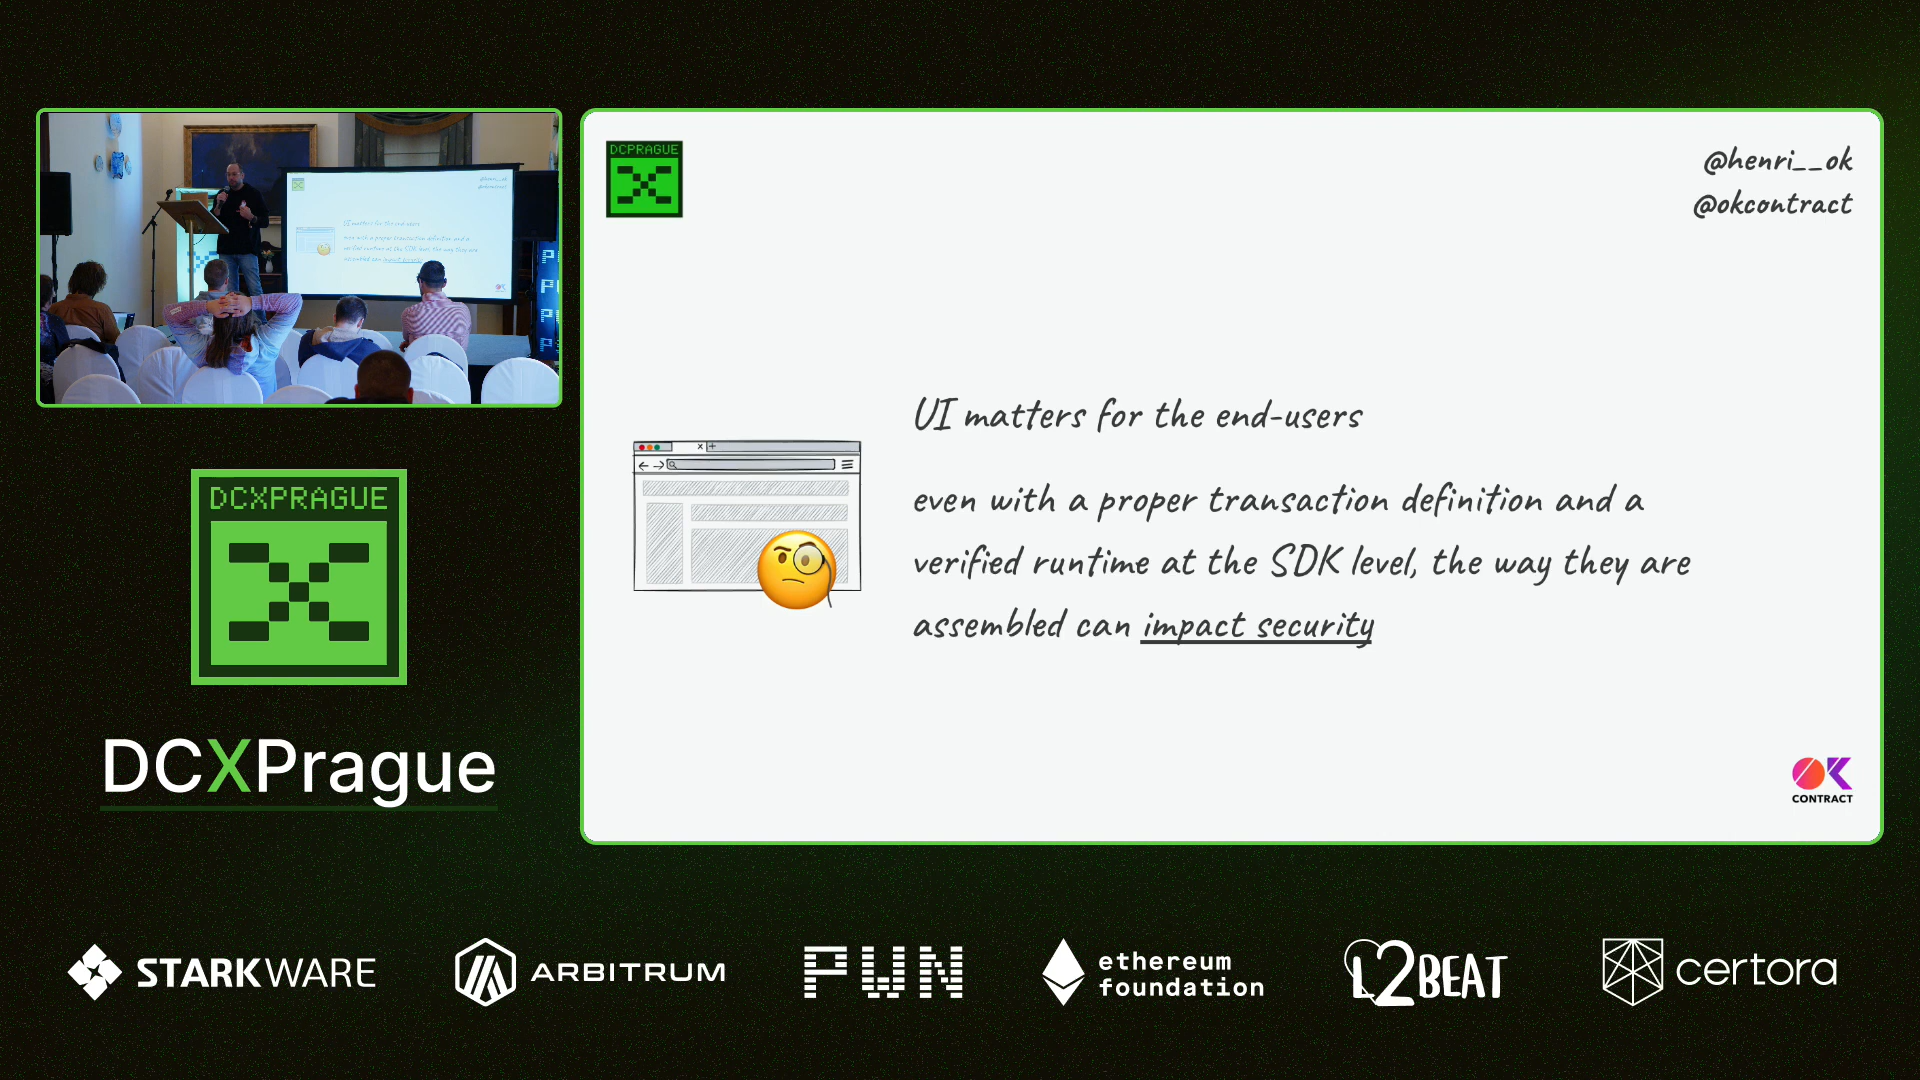 DCPRAGUE
@henri__ok
@okcontract
UI matters for the end-users
even with a proper transaction definition and a
verified runtime at the SDK level, the way they are
assembled can impact security
OK
CONTRACT
DCXPRAGUE
DCXPrague
STARKWARE
ARBITRUM
PWN
ethereum
foundation
L2BEAT
certora